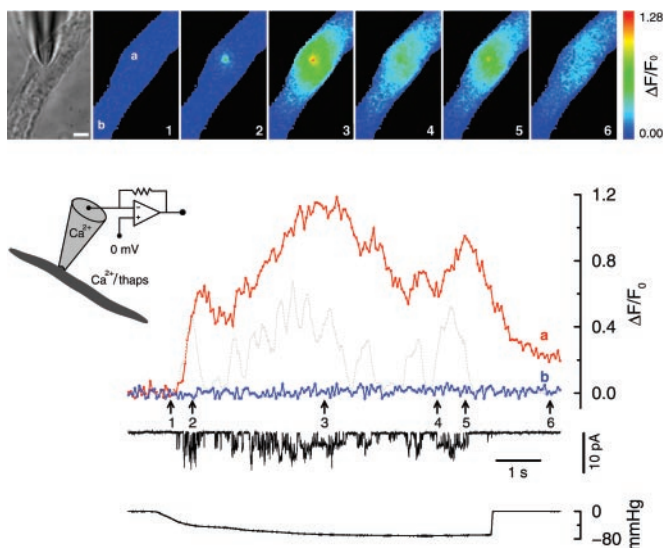 a
b
1
2
3
4
5
6
1.28
0.00
ΔF/F₀
Ca²⁺
0 mV
Ca²⁺/thaps
1.2
0.8
0.4
0.0
ΔF/F₀
a
b
1 2 3 4 5 6
10 pA
1 s
0
-80
mmHg